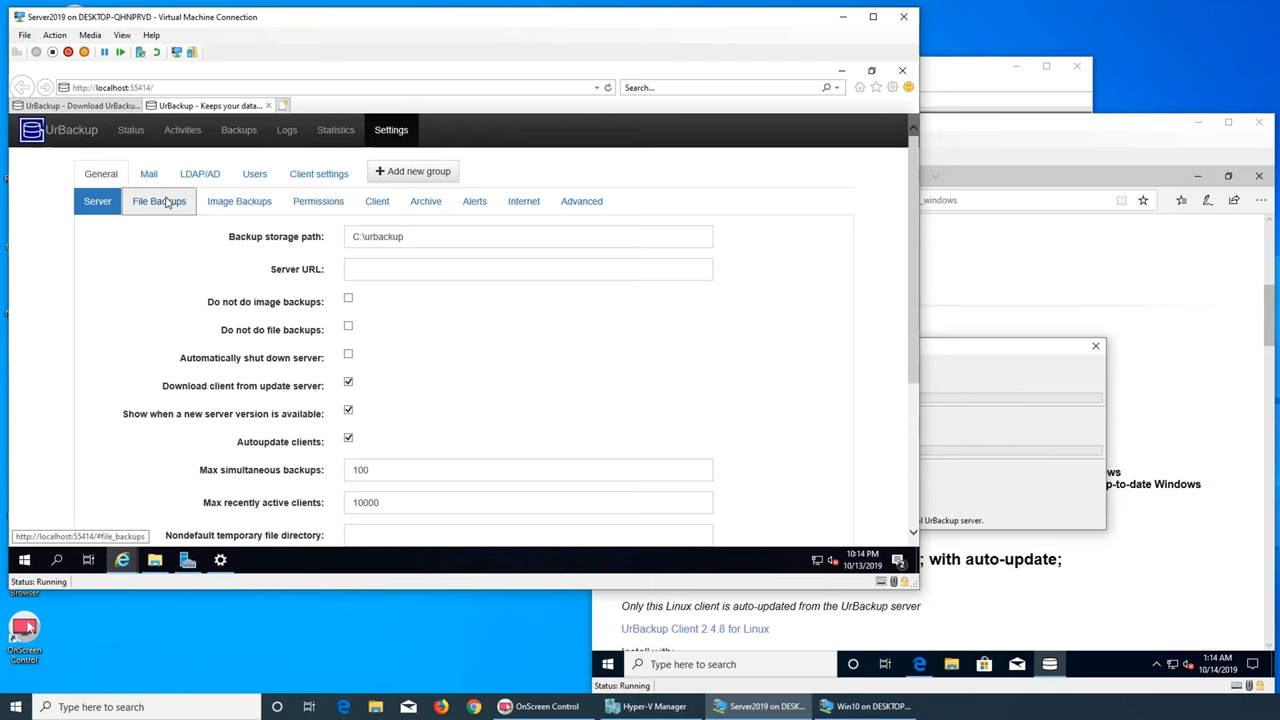 Server2019 on DESKTOP-QHNPRVD - Virtual Machine Connection
File Action Media View Help
http://localhost:55414/
Search...
UrBackup - Download UrBacku...
UrBackup - Keeps your data...
UrBackup Status Activities Backups Logs Statistics Settings
General Mail LDAP/AD Users Client settings + Add new group
Server File Backups Image Backups Permissions Client Archive Alerts Internet Advanced
Backup storage path: C:\urbackup
Server URL:
Do not do image backups:
Do not do file backups:
Automatically shut down server:
Download client from update server:
Show when a new server version is available:
Autoupdate clients:
Max simultaneous backups: 100
Max recently active clients: 10000
Nondefault temporary file directory:
http://localhost:55414/#file_backups
10:14 PM
10/13/2019
2
Status: Running
_windows
ws
p-to-date Windows
l UrBackup server.
; with auto-update;
Only this Linux client is auto-updated from the UrBackup server
UrBackup Client 2.4.8 for Linux
Install with:
Type here to search
1:14 AM
10/14/2019
Status: Running
Browser
OnScreen
Control
Type here to search
OnScreen Control
Hyper-V Manager
Server2019 on DESK...
Win10 on DESKTOP...